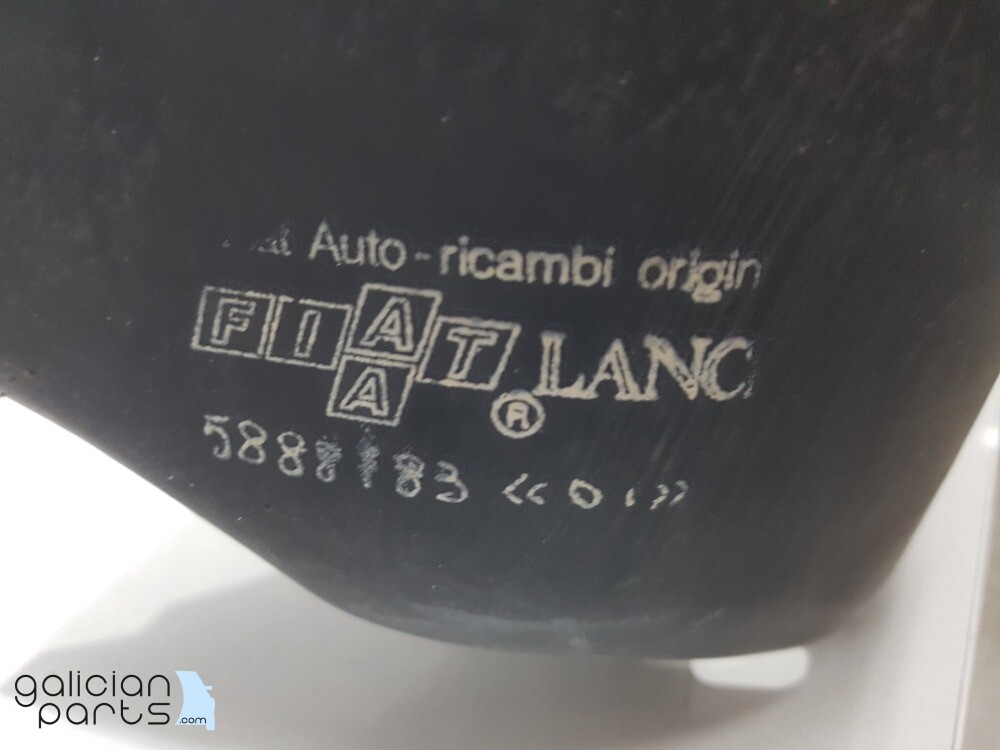 Auto-ricambi origin
FIAT LANC
A
®
galician
parts.com